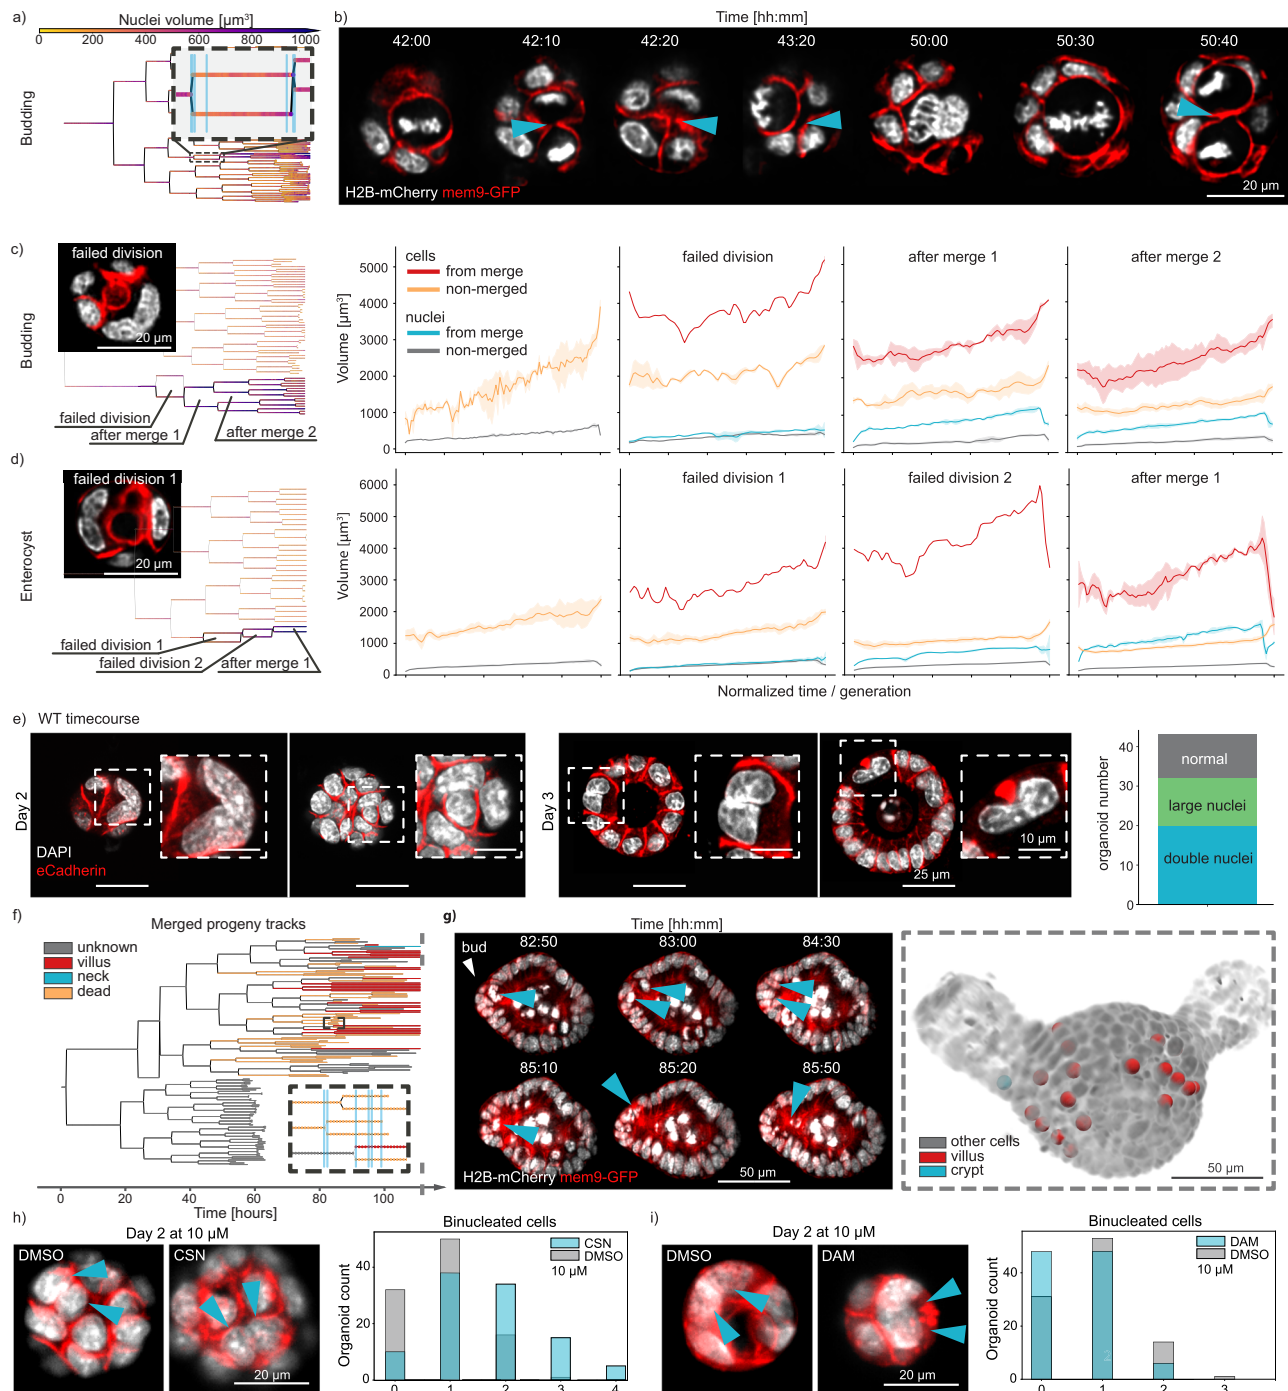 a)
Nuclei volume [µm³]
0 200 400 600 800 1000
Budding
b)
Time [hh:mm]
42:00 42:10 42:20 43:20 50:00 50:30 50:40
H2B-mCherry mem9-GFP
20 µm
c)
failed division
20 µm
Budding
failed division
after merge 1
after merge 2
Volume [µm³]
5000
4000
3000
2000
1000
0
cells
from merge
non-merged
nuclei
from merge
non-merged
failed division
after merge 1
after merge 2
d)
failed division 1
20 µm
Enterocyst
failed division 1
failed division 2
after merge 1
Volume [µm³]
6000
5000
4000
3000
2000
1000
0
failed division 1
failed division 2
after merge 1
Normalized time / generation
e) WT timecourse
Day 2
DAPI
eCadherin
Day 3
25 µm
10 µm
organoid number
40
30
20
10
0
normal
large nuclei
double nuclei
f)
Merged progeny tracks
unknown
villus
neck
dead
0 20 40 60 80 100
Time [hours]
g)
Time [hh:mm]
bud
82:50 83:00 84:30
85:10 85:20 85:50
H2B-mCherry mem9-GFP
50 µm
other cells
villus
crypt
50 µm
h)
Day 2 at 10 µM
DMSO
CSN
20 µm
Binucleated cells
Organoid count
40
20
0
CSN
DMSO
10 µM
0 1 2 3 4
i)
Day 2 at 10 µM
DMSO
DAM
20 µm
Binucleated cells
Organoid count
40
20
0
DAM
DMSO
10 µM
0 1 2 3